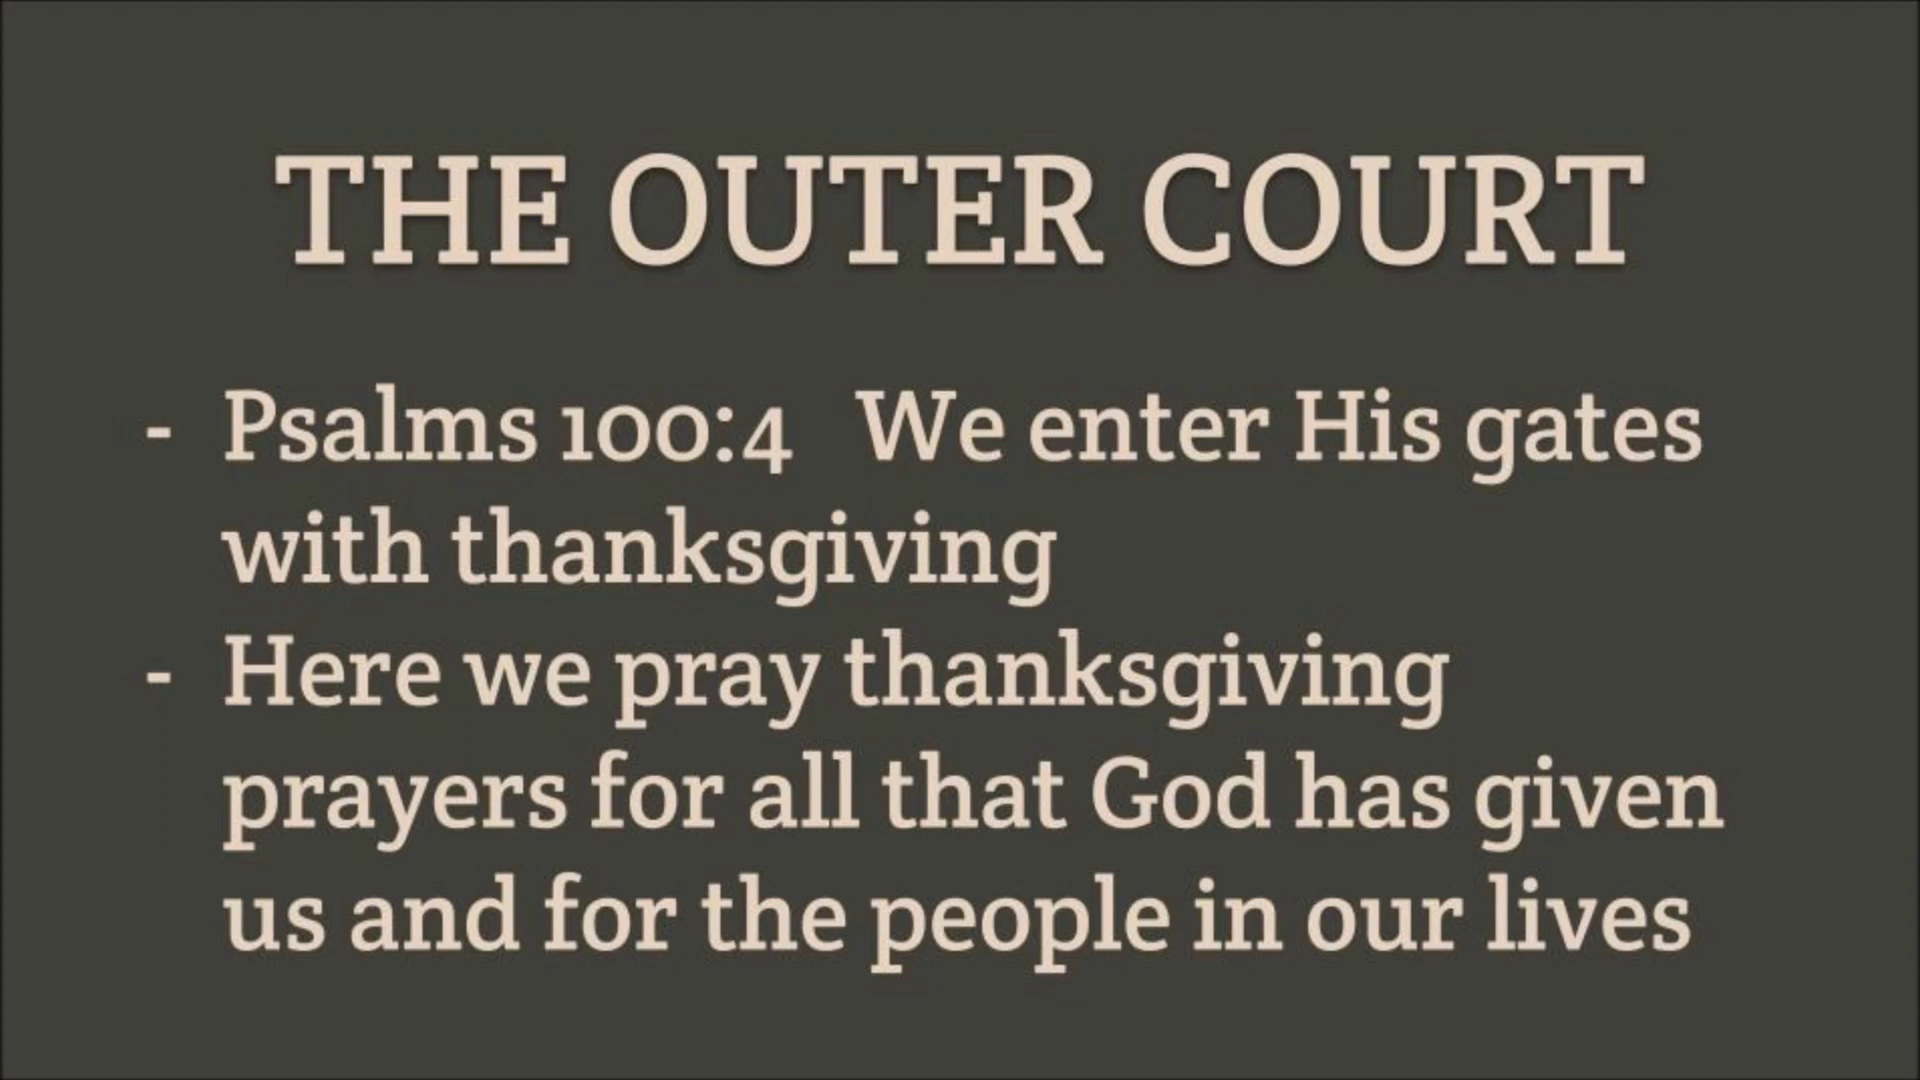 THE OUTER COURT
- Psalms 100:4   We enter His gates
with thanksgiving
- Here we pray thanksgiving
prayers for all that God has given
us and for the people in our lives